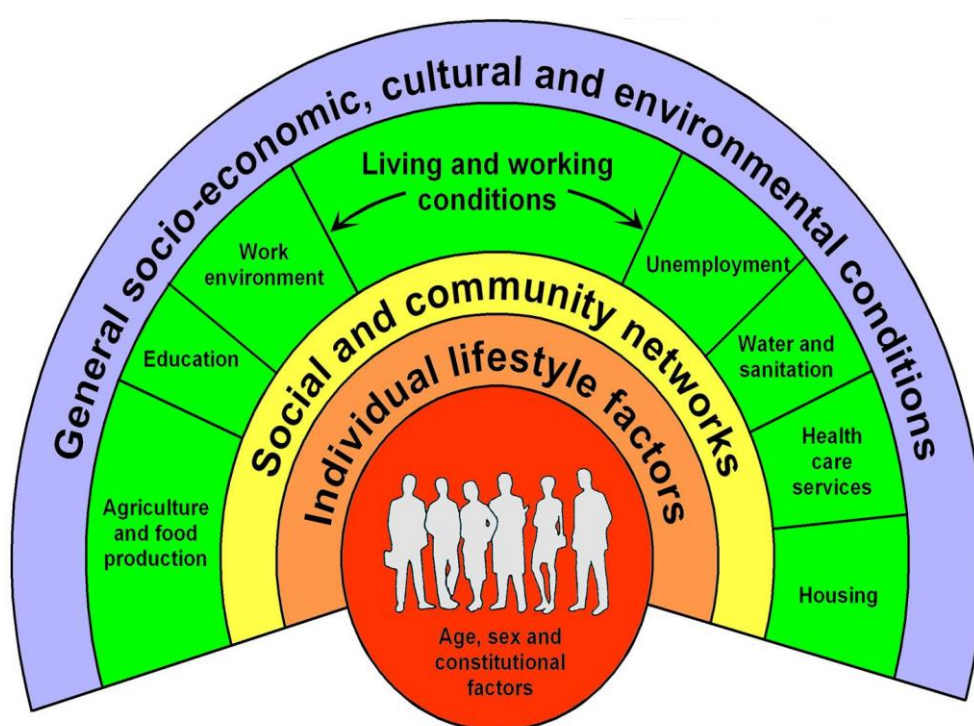 General socio-economic, cultural and environmental conditions
Living and working
conditions
Work
environment
Unemployment
Education
Water and
sanitation
Agriculture
and food
production
Health
care
services
Housing
Social and community networks
Individual lifestyle factors
Age, sex and
constitutional
factors